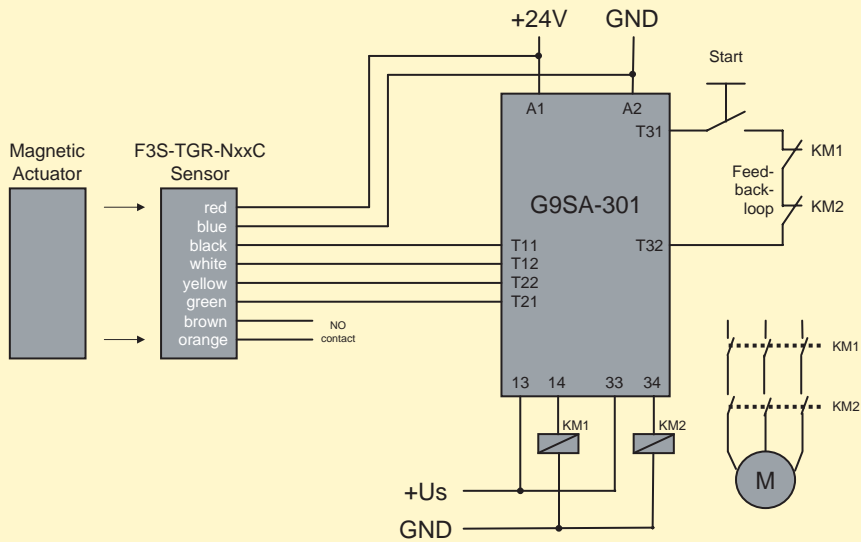 +24V GND
Start
A1 A2
T31
Magnetic
Actuator
F3S-TGR-NxxC
Sensor
KM1
Feed-
back-
loop
KM2
G9SA-301
red
blue
black
white
yellow
green
brown
orange
T11
T12
T22
T21
T32
NO
contact
13 14 33 34
KM1 KM2
KM1
KM2
M
+Us
GND